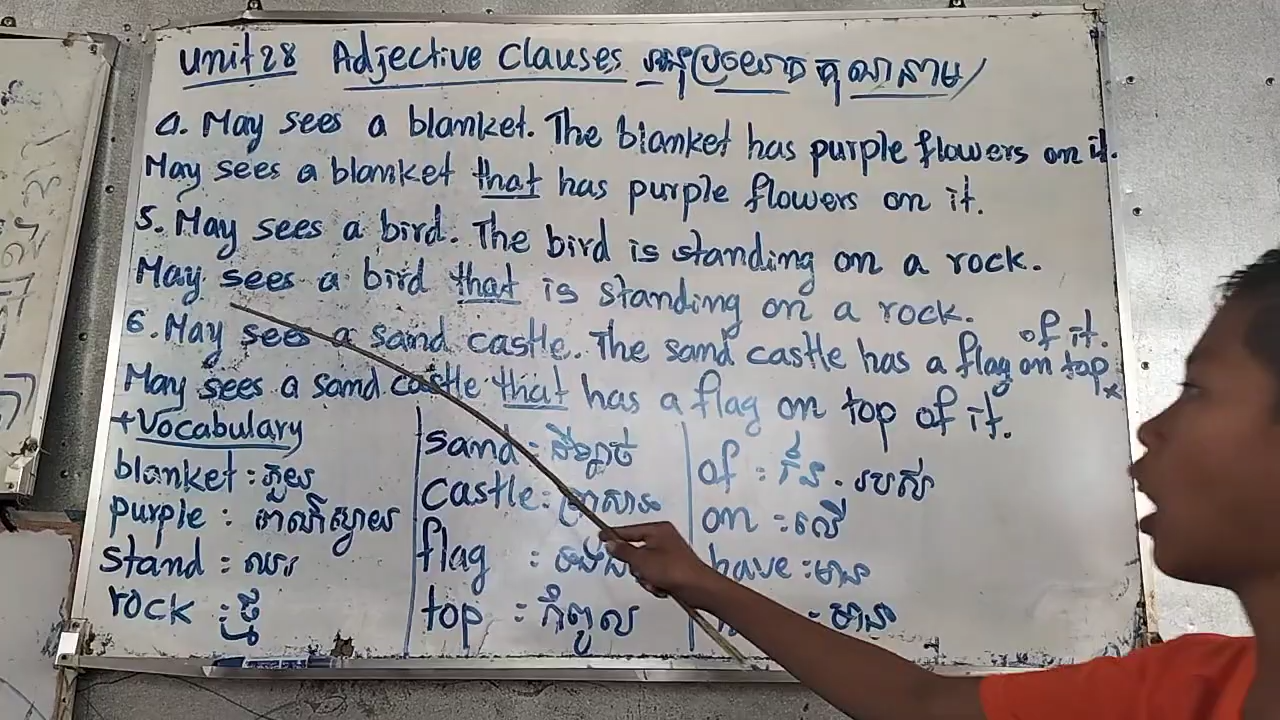 Unit 28 Adjective Clauses អនុប្រយោគគុណនាម/
4. May sees a blanket. The blanket has purple flowers on it.
May sees a blanket that has purple flowers on it.
5. May sees a bird. The bird is standing on a rock.
May sees a bird that is standing on a rock.
6. May sees a sand castle. The sand castle has a flag on top of it.
May sees a sand castle that has a flag on top of it.
+Vocabulary
blanket : ភួយ
purple : ពណ៌ស្វាយ
stand : ឈរ
rock : ថ្ម
sand : ដីខ្សាច់
castle : ប្រាសាទ
flag :
top : កំពូល
of : នៃ. របស់
on : លើ
have : មាន
: មាន